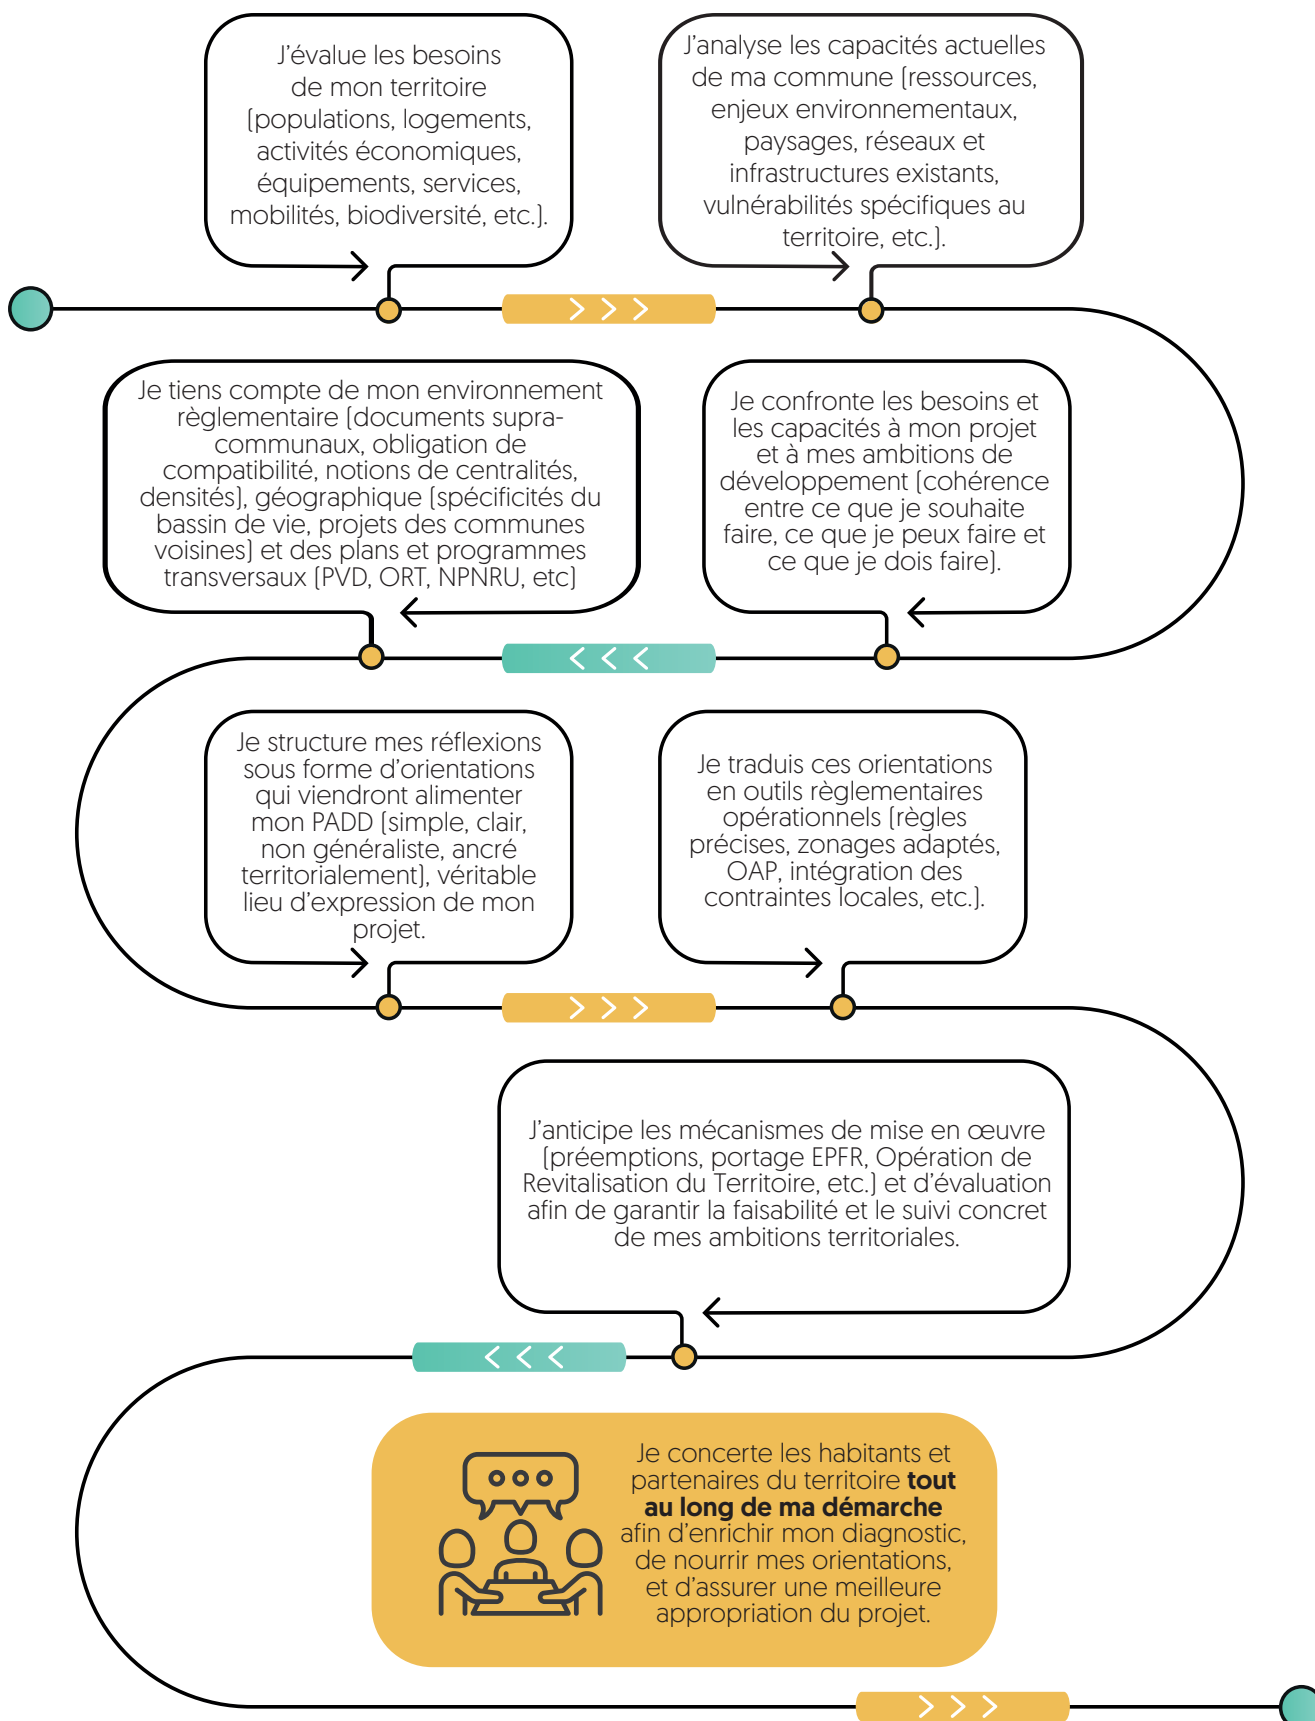 J'évalue les besoins
de mon territoire
(populations, logements,
activités économiques,
équipements, services,
mobilités, biodiversité, etc.).
J'analyse les capacités actuelles
de ma commune (ressources,
enjeux environnementaux,
paysages, réseaux et
infrastructures existants,
vulnérabilités spécifiques au
territoire, etc.).
Je confronte les besoins et
les capacités à mon projet
et à mes ambitions de
développement (cohérence
entre ce que je souhaite
faire, ce que je peux faire et
ce que je dois faire).
Je tiens compte de mon environnement
règlementaire (documents supra-
communaux, obligation de
compatibilité, notions de centralités,
densités), géographique (spécificités du
bassin de vie, projets des communes
voisines) et des plans et programmes
transversaux (PVD, ORT, NPNRU, etc)
Je structure mes réflexions
sous forme d'orientations
qui viendront alimenter
mon PADD (simple, clair,
non généraliste, ancré
territorialement), véritable
lieu d'expression de mon
projet.
Je traduis ces orientations
en outils règlementaires
opérationnels (règles
précises, zonages adaptés,
OAP, intégration des
contraintes locales, etc.).
J'anticipe les mécanismes de mise en œuvre
(préemptions, portage EPFR, Opération de
Revitalisation du Territoire, etc.) et d'évaluation
afin de garantir la faisabilité et le suivi concret
de mes ambitions territoriales.
Je concerte les habitants et
partenaires du territoire tout
au long de ma démarche
afin d'enrichir mon diagnostic,
de nourrir mes orientations,
et d'assurer une meilleure
appropriation du projet.